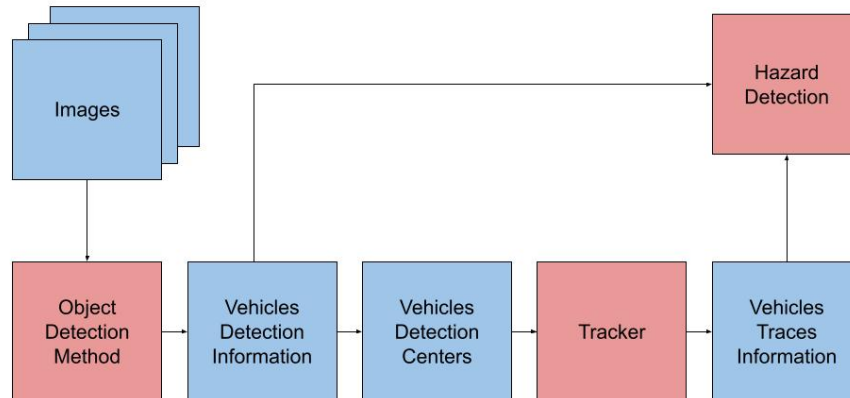 Images
Hazard
Detection
Object
Detection
Method
Vehicles
Detection
Information
Vehicles
Detection
Centers
Tracker
Vehicles
Traces
Information